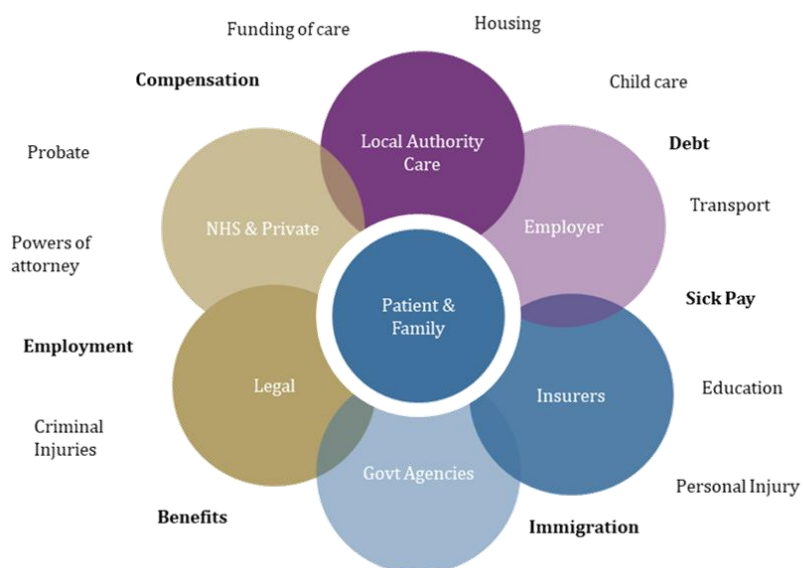 Funding of care
Housing
Compensation
Child care
Local Authority
Care
Debt
Probate
Transport
NHS & Private
Employer
Powers of
attorney
Patient &
Family
Sick Pay
Employment
Legal
Insurers
Education
Criminal
Injuries
Govt Agencies
Personal Injury
Benefits
Immigration